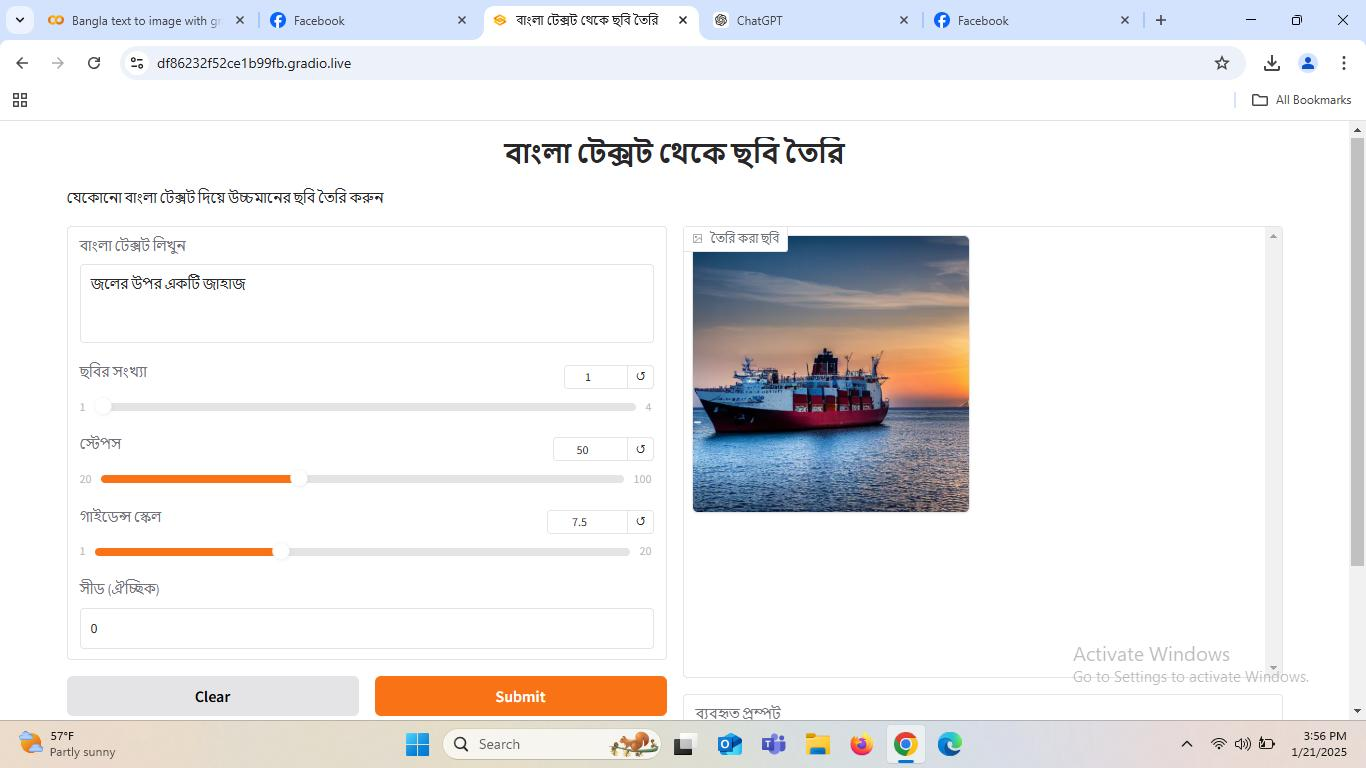 Bangla text to image with gr
Facebook
বাংলা টেক্সট থেকে ছবি তৈরি
ChatGPT
Facebook
df86232f52ce1b99fb.gradio.live
All Bookmarks
বাংলা টেক্সট থেকে ছবি তৈরি
যেকোনো বাংলা টেক্সট দিয়ে উচ্চমানের ছবি তৈরি করুন
বাংলা টেক্সট লিখুন
জলের উপর একটি জাহাজ
ছবির সংখ্যা
1
1
4
স্টেপস
50
20
100
গাইডেন্স স্কেল
7.5
1
20
সীড (ঐচ্ছিক)
0
Clear
Submit
তৈরি করা ছবি
Activate Windows
Go to Settings to activate Windows.
ব্যবহৃত প্রম্পট
57°F
Partly sunny
Search
3:56 PM
1/21/2025